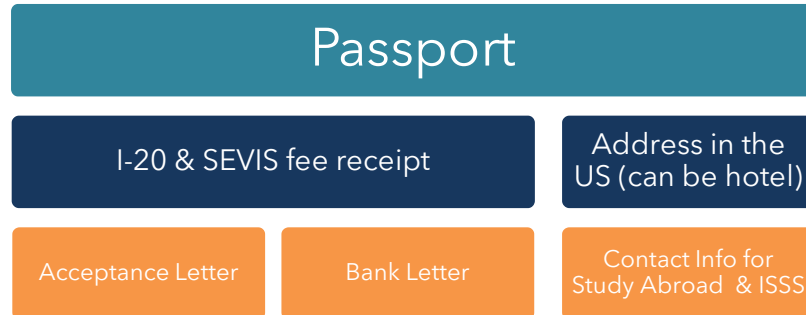 Passport
I-20 & SEVIS fee receipt
Address in the
US (can be hotel)
Acceptance Letter
Bank Letter
Contact Info for
Study Abroad & ISSS